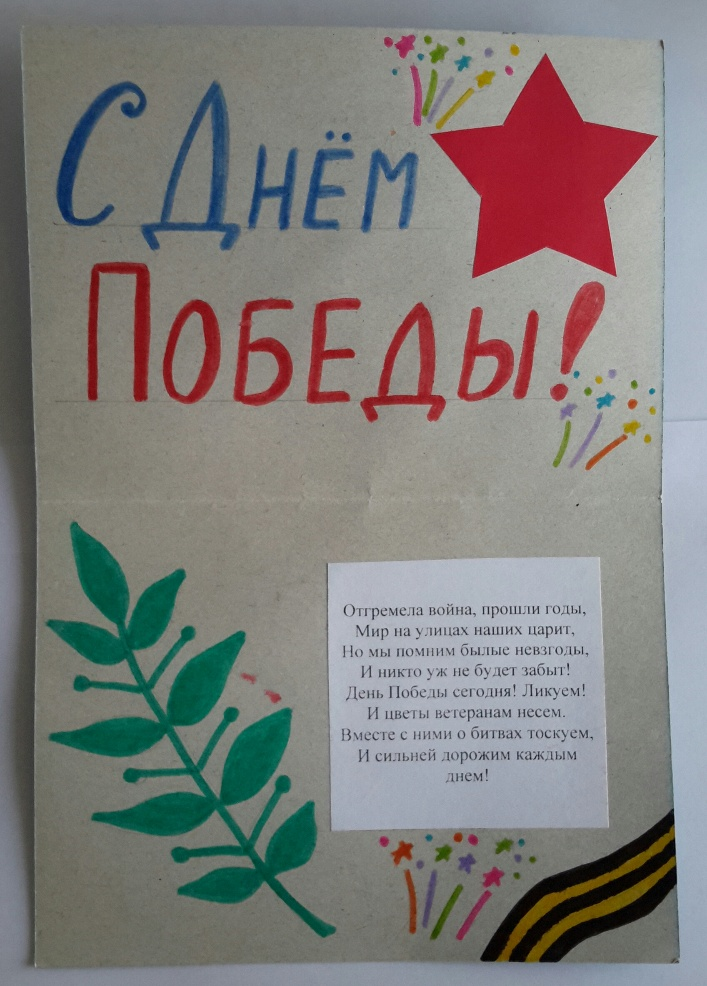 С Днём
Победы!
Отгремела война, прошли годы,
Мир на улицах наших царит,
Но мы помним былые невзгоды,
И никто уж не будет забыт!
День Победы сегодня! Ликуем!
И цветы ветеранам несем.
Вместе с ними о битвах тоскуем,
И сильней дорожим каждым
днем!